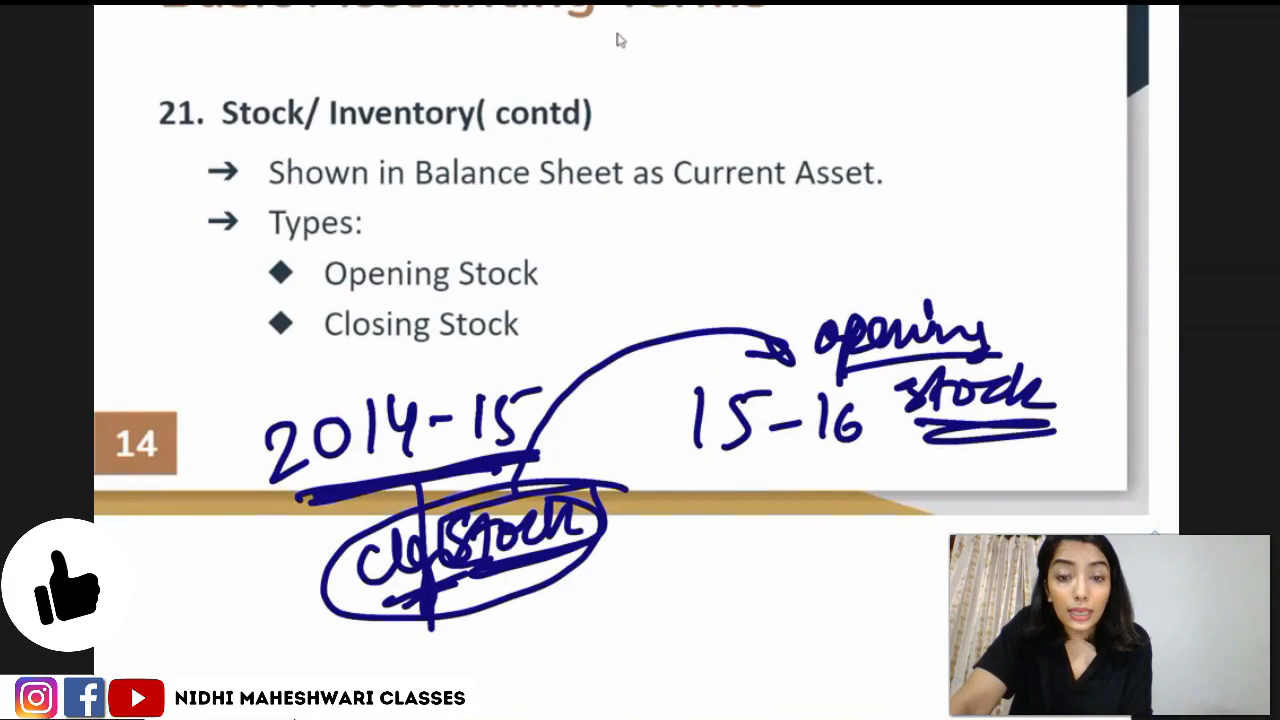 21. Stock/ Inventory( contd)
➔ Shown in Balance Sheet as Current Asset.
➔ Types:
◆ Opening Stock
◆ Closing Stock
opening
stock
2014-15
15-16
14
stock
NIDHI MAHESHWARI CLASSES